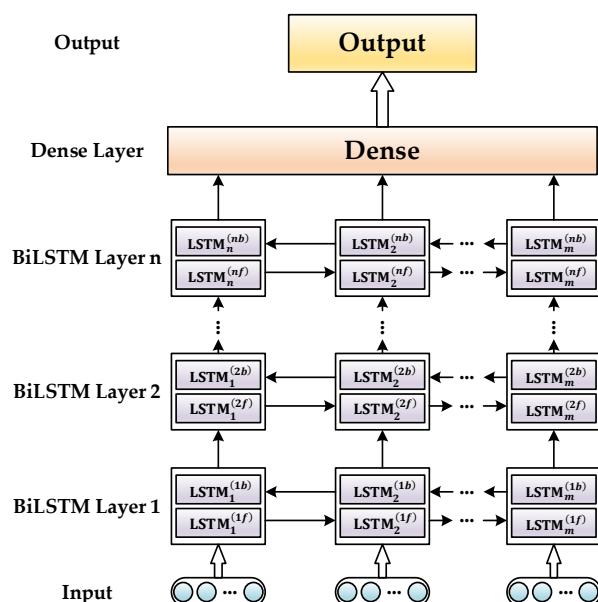 Output Output
Dense Layer Dense
LSTM_n^(nb) LSTM_2^(nb) ... LSTM_m^(nb)
BiLSTM Layer n
LSTM_n^(nf) LSTM_2^(nf) ... LSTM_m^(nf)
... ... ...
LSTM_1^(2b) LSTM_2^(2b) ... LSTM_m^(2b)
BiLSTM Layer 2
LSTM_1^(2f) LSTM_2^(2f) ... LSTM_m^(2f)
LSTM_1^(1b) LSTM_2^(1b) ... LSTM_m^(1b)
BiLSTM Layer 1
LSTM_1^(1f) LSTM_2^(1f) ... LSTM_m^(1f)
Input ... ... ...